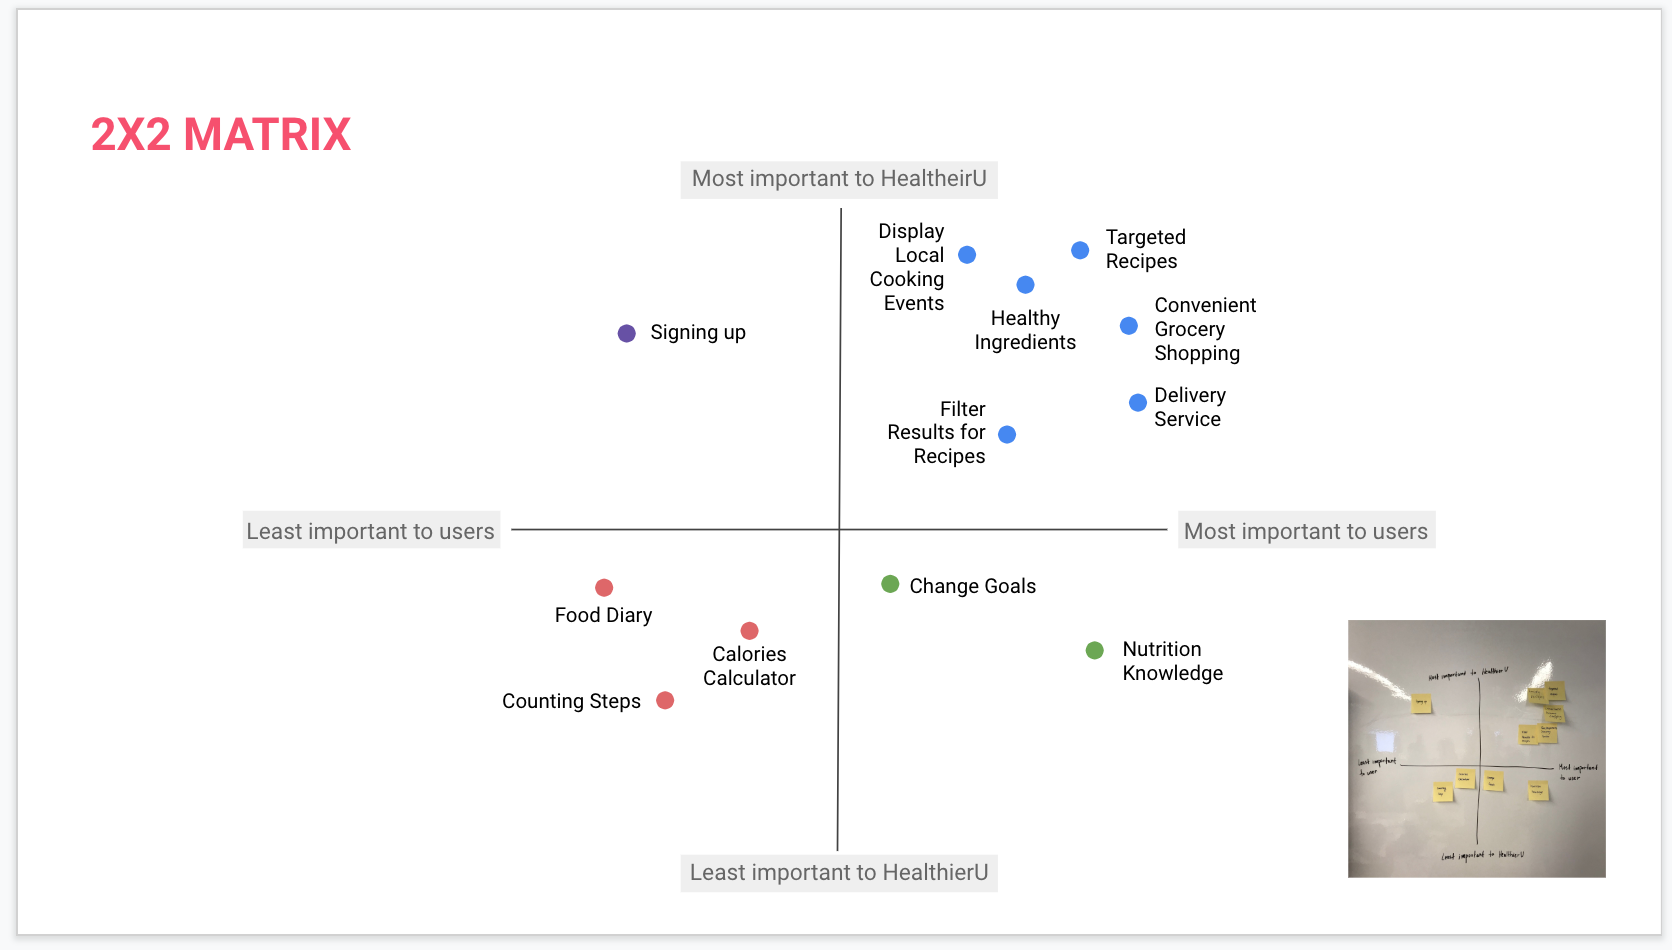 2X2 MATRIX
Most important to HealtheirU
Display
Local
Cooking
Events
Targeted
Recipes
Healthy
Ingredients
Convenient
Grocery
Shopping
Signing up
Delivery
Service
Filter
Results for
Recipes
Least important to users
Most important to users
Food Diary
Change Goals
Calories
Calculator
Nutrition
Knowledge
Counting Steps
Least important to HealthierU
Most important to HealthierU
Least important
to user
Most important
to user
Least important to HealthierU